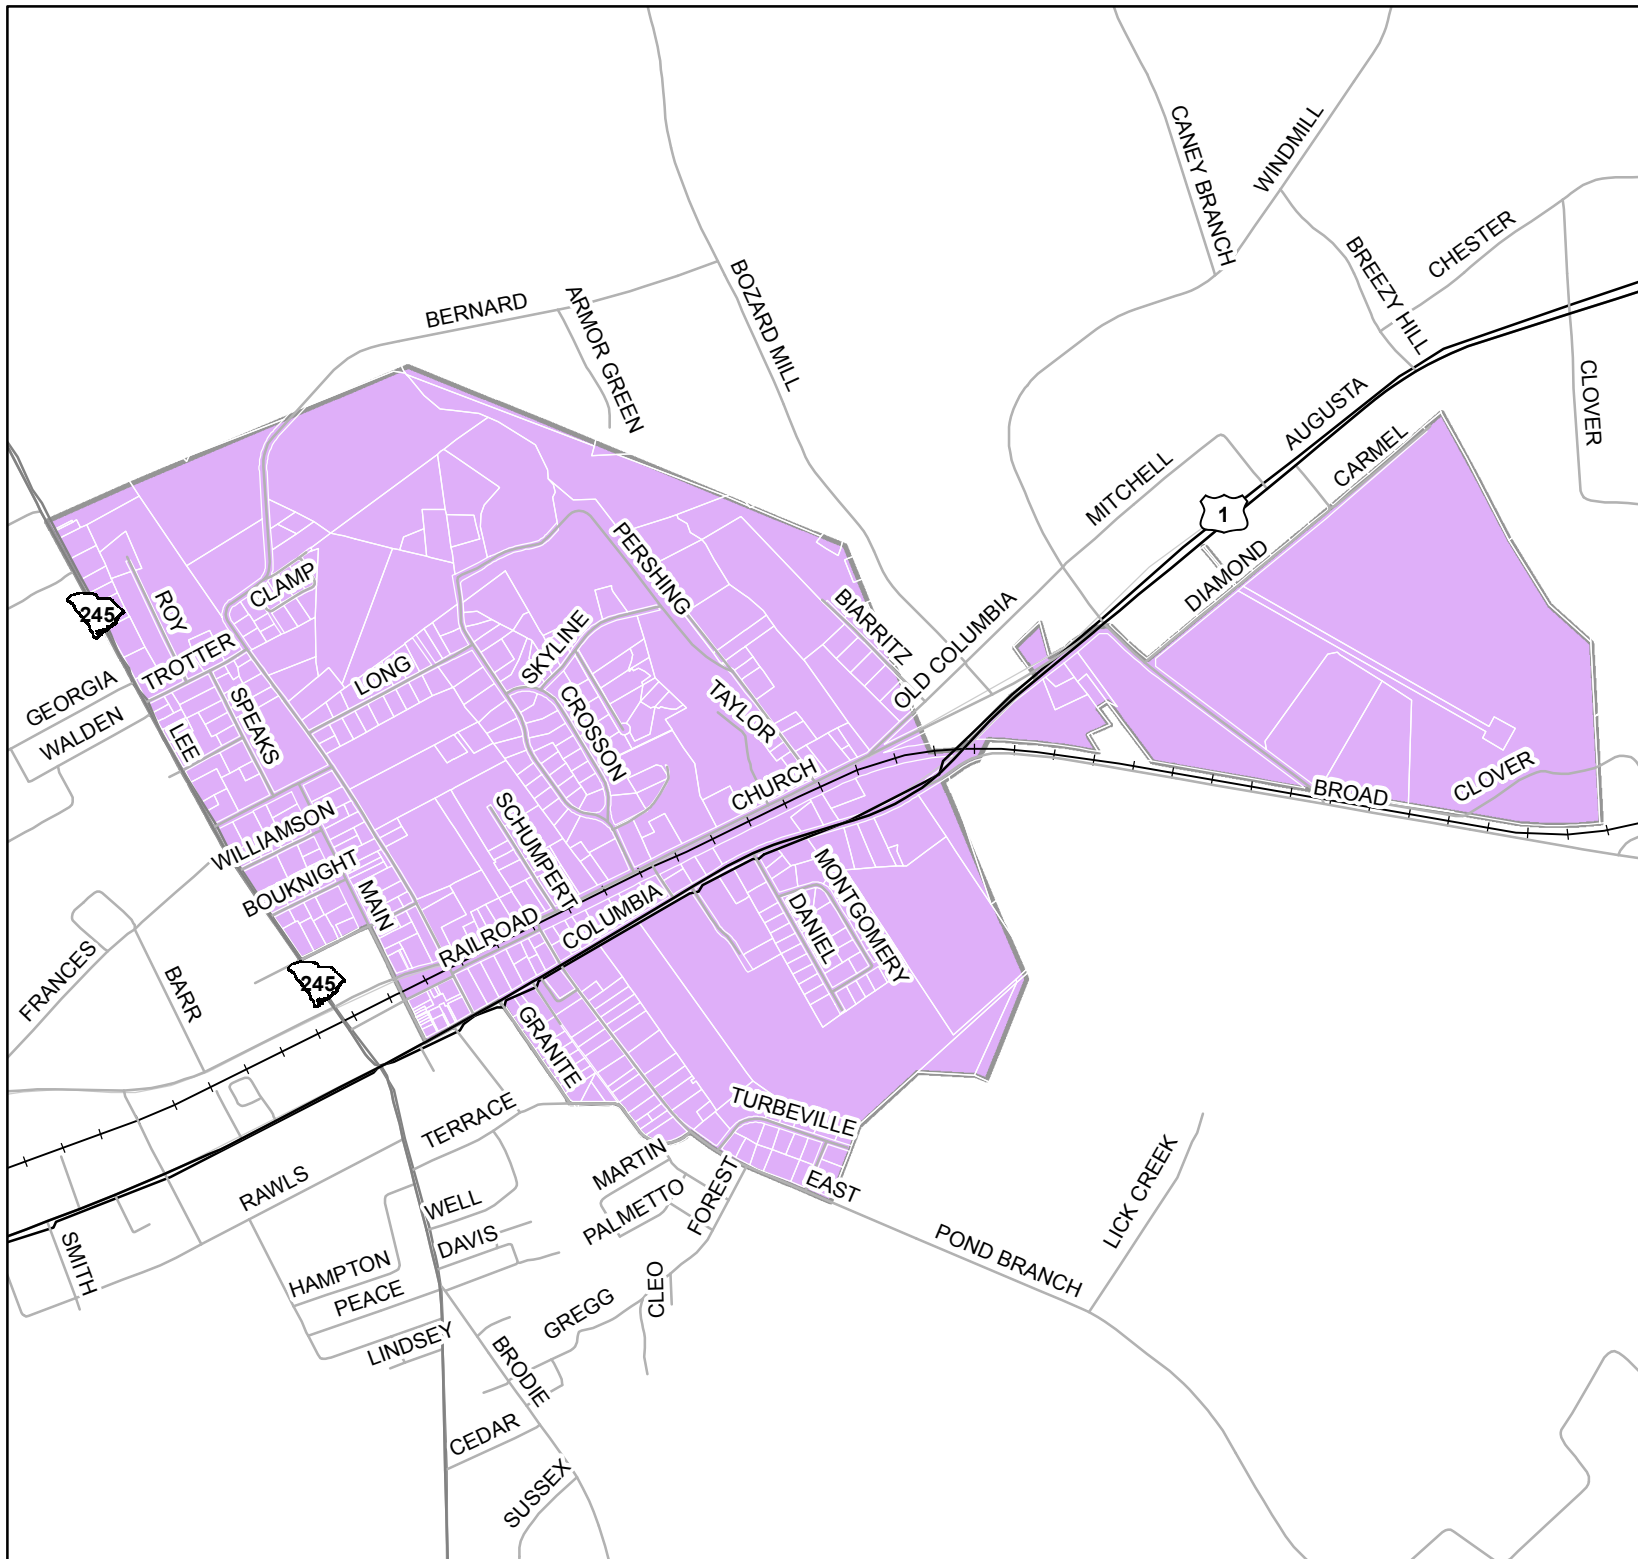 CANEY BRANCH
WINDMILL
BREEZY HILL
CHESTER
BOZARD MILL
BERNARD
ARMOR GREEN
CLOVER
AUGUSTA
CARMEL
MITCHELL
1
DIAMOND
PERSHING
CLAMP
ROY
245
BIARRITZ
OLD COLUMBIA
SKYLINE
TROTTER
LONG
GEORGIA
WALDEN
LEE
SPEAKS
CROSSON
TAYLOR
CHURCH
BROAD
CLOVER
WILLIAMSON
SCHUMPERT
BOUKNIGHT
MAIN
MONTGOMERY
DANIEL
COLUMBIA
RAILROAD
FRANCES
BARR
245
GRANITE
TERRACE
TURBEVILLE
MARTIN
EAST
RAWLS
WELL
PALMETTO
FOREST
LICK CREEK
POND BRANCH
SMITH
DAVIS
HAMPTON
PEACE
CLEO
GREGG
LINDSEY
BRODIE
CEDAR
SUSSEX